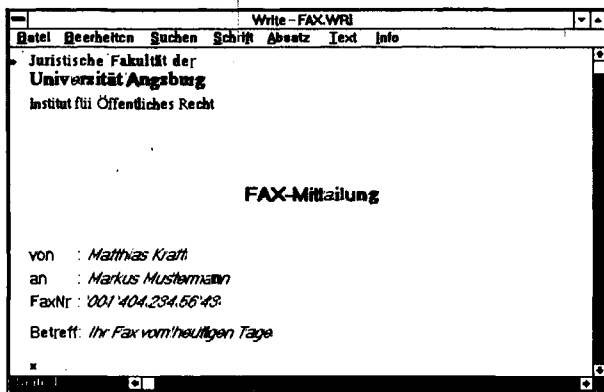 Write – FAX.WRI
Datei Bearbeiten Suchen Schrift Absatz Text Info
Juristische Fakultät der
Universität Augsburg
Institut für Öffentliches Recht
FAX-Mitteilung
von : Matthias Kraft
an : Markus Mustermann
FaxNr : 001'404.234.56'43
Betreff: Ihr Fax vom heutigen Tage